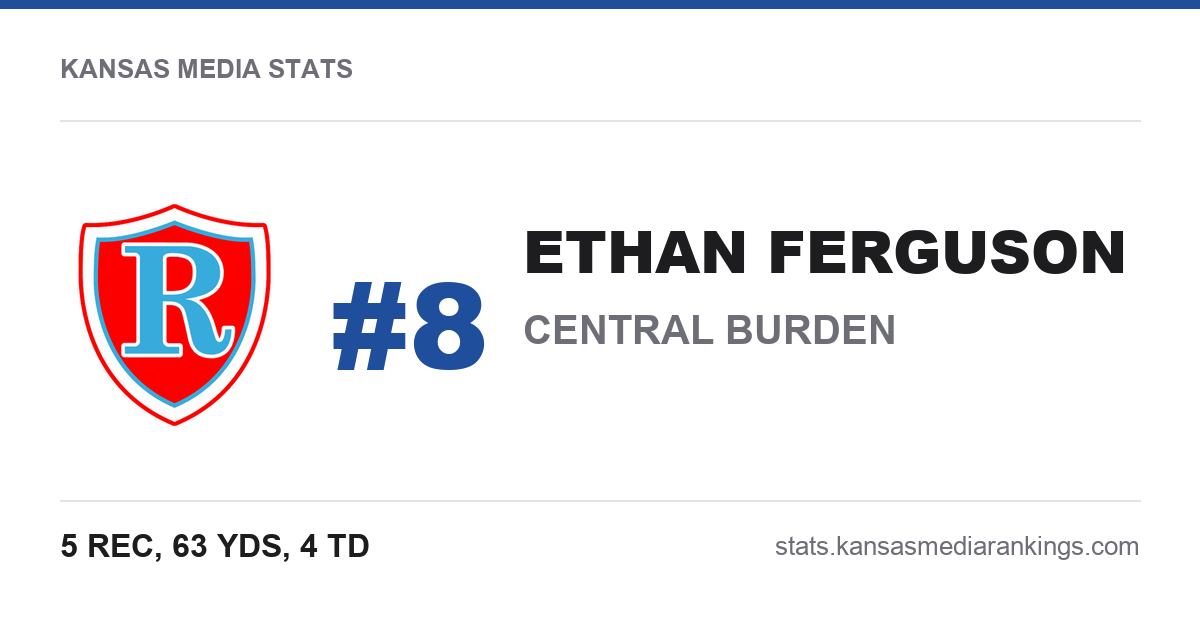 KANSAS MEDIA STATS
R
#8
ETHAN FERGUSON
CENTRAL BURDEN
5 REC, 63 YDS, 4 TD
stats.kansasmediarankings.com